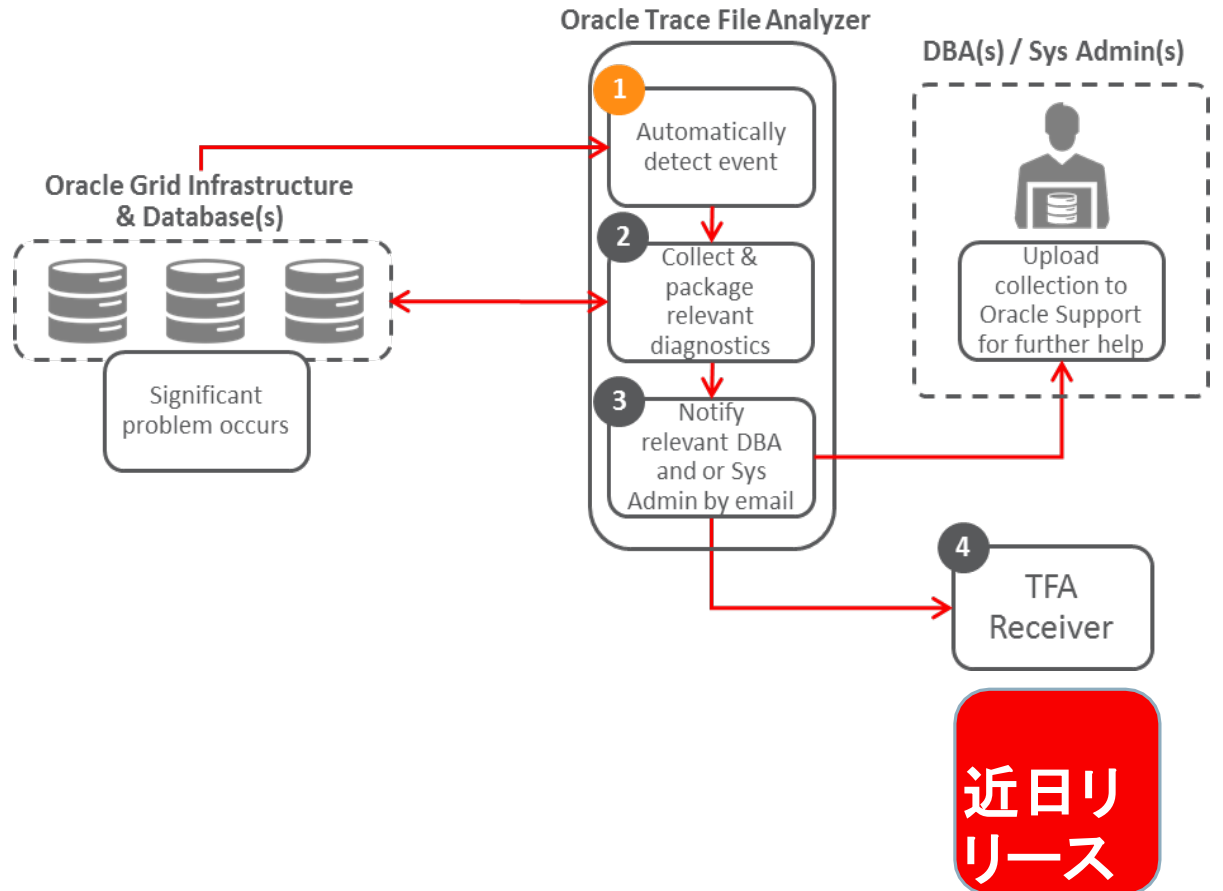 Oracle Trace File Analyzer
DBA(s) / Sys Admin(s)
1
Automatically
detect event
Oracle Grid Infrastructure
& Database(s)
2
Collect &
package
relevant
diagnostics
Upload
collection to
Oracle Support
for further help
Significant
problem occurs
3
Notify
relevant DBA
and or Sys
Admin by email
4
TFA
Receiver
近日リ
リース